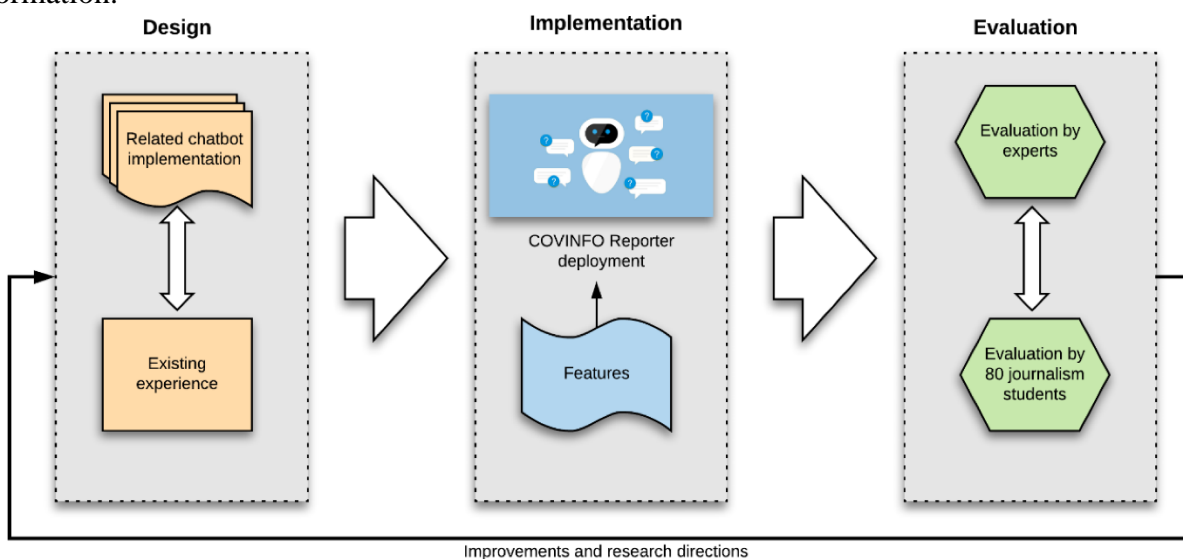 ormation.
Design
Implementation
Evaluation
Related chatbot
implementation
Existing
experience
?
?
?
?
?
?
COVINFO Reporter
deployment
Features
Evaluation by
experts
Evaluation by
80 journalism
students
Improvements and research directions